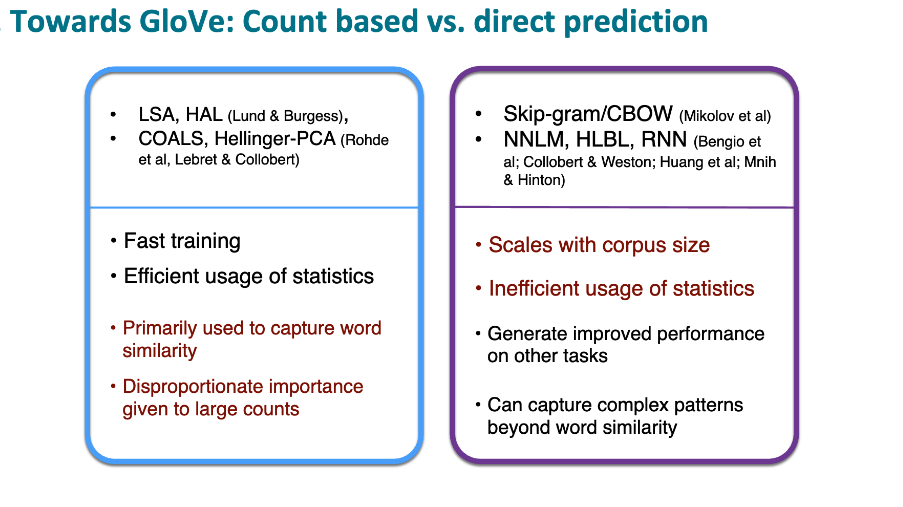 Towards GloVe: Count based vs. direct prediction
• LSA, HAL (Lund & Burgess),
• COALS, Hellinger-PCA (Rohde
et al, Lebret & Collobert)
• Fast training
• Efficient usage of statistics
• Primarily used to capture word
similarity
• Disproportionate importance
given to large counts
• Skip-gram/CBOW (Mikolov et al)
• NNLM, HLBL, RNN (Bengio et
al; Collobert & Weston; Huang et al; Mnih
& Hinton)
• Scales with corpus size
• Inefficient usage of statistics
• Generate improved performance
on other tasks
• Can capture complex patterns
beyond word similarity